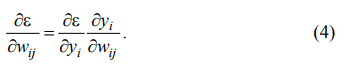 ∂ε/∂w_ij = ∂ε/∂y_i ∂y_i/∂w_ij . (4)